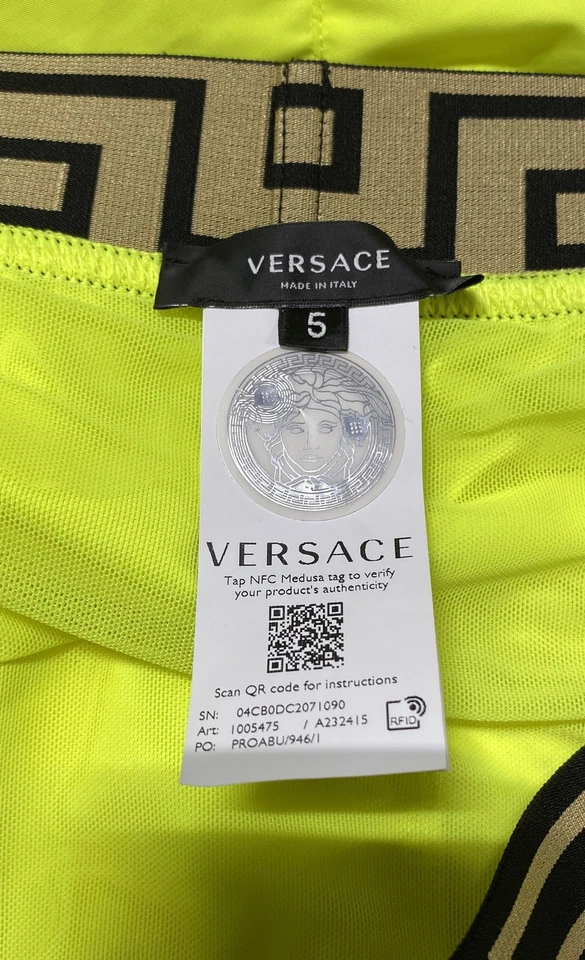 VERSACE
MADE IN ITALY
5
VERSACE
Tap NFC Medusa tag to verify
your product's authenticity
Scan QR code for instructions
SN: 04CB0DC2071090
Art: 1005475 / A232415
PO: PROABU/946/1
RFID